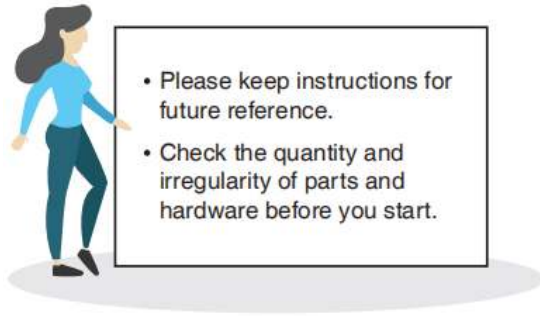 • Please keep instructions for
future reference.
• Check the quantity and
irregularity of parts and
hardware before you start.